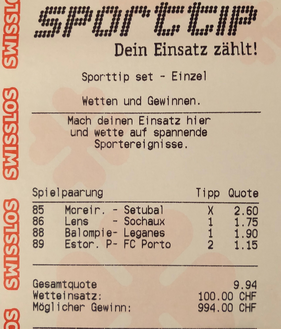 sporttip
Dein Einsatz zählt!
Sporttip set - Einzel
Wetten und Gewinnen.
Mach deinen Einsatz hier
und wette auf spannende
Sportereignisse.
Spielpaarung Tipp Quote
85 Moreir. - Setubal X 2.60
86 Lens - Sochaux 1 1.75
88 Balompie- Leganes 1 1.90
89 Estor. P- FC Porto 2 1.15
Gesamtquote 9.94
Wetteinsatz: 100.00 CHF
Möglicher Gewinn: 994.00 CHF
SWISSLOS
SWISSLOS
SWISSLOS